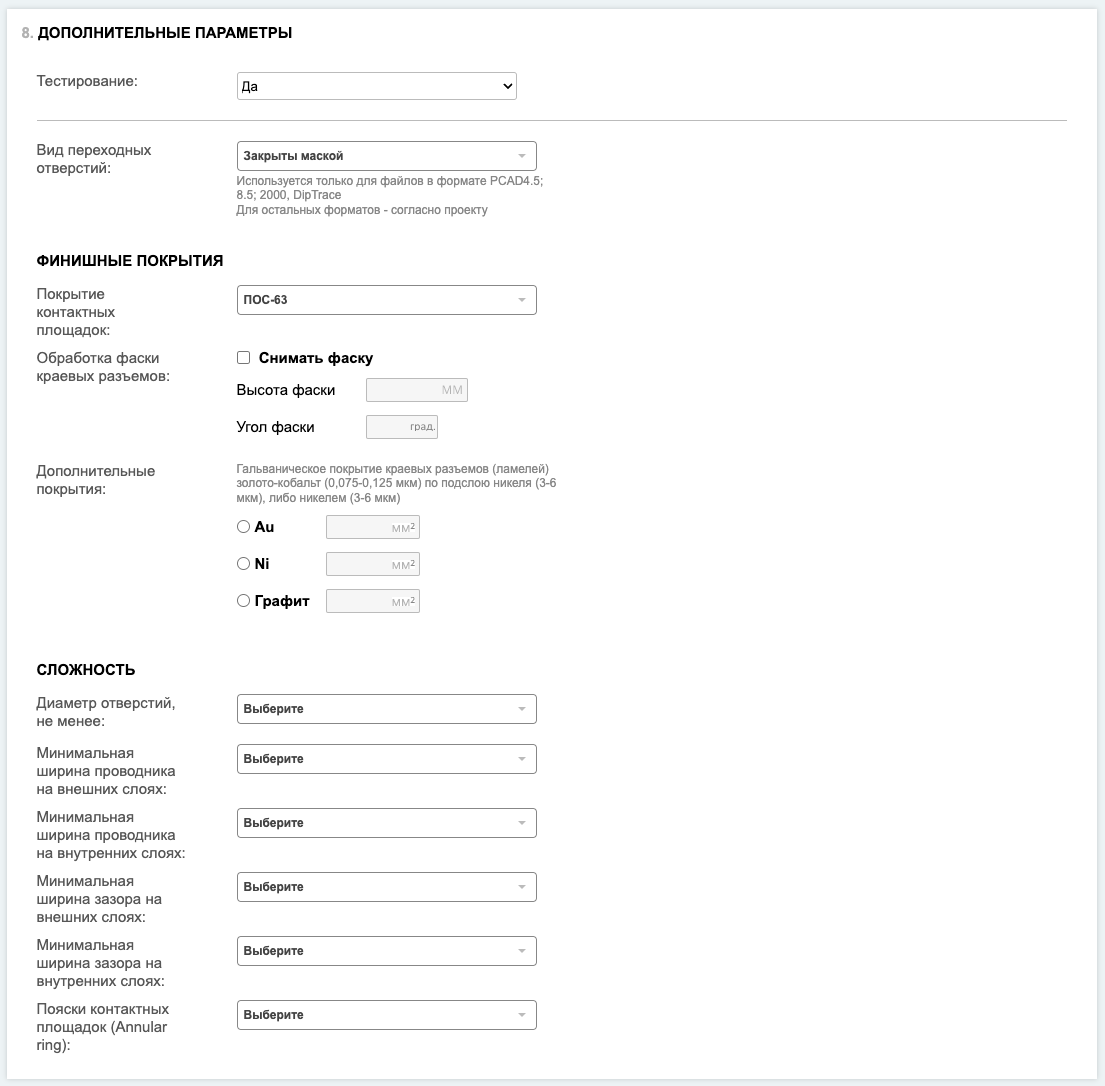 8. ДОПОЛНИТЕЛЬНЫЕ ПАРАМЕТРЫ
Тестирование:
Да
Вид переходных
отверстий:
Закрыты маской
Используется только для файлов в формате PCAD4.5;
8.5; 2000, DipTrace
Для остальных форматов - согласно проекту
ФИНИШНЫЕ ПОКРЫТИЯ
Покрытие
контактных
площадок:
ПОС-63
Обработка фаски
краевых разъемов:
Снимать фаску
Высота фаски
ММ
Угол фаски
град.
Дополнительные
покрытия:
Гальваническое покрытие краевых разъемов (ламелей)
золото-кобальт (0,075-0,125 мкм) по подслою никеля (3-6
мкм), либо никелем (3-6 мкм)
Au
мм²
Ni
мм²
Графит
мм²
СЛОЖНОСТЬ
Диаметр отверстий,
не менее:
Выберите
Минимальная
ширина проводника
на внешних слоях:
Выберите
Минимальная
ширина проводника
на внутренних слоях:
Выберите
Минимальная
ширина зазора на
внешних слоях:
Выберите
Минимальная
ширина зазора на
внутренних слоях:
Выберите
Пояски контактных
площадок (Annular
ring):
Выберите